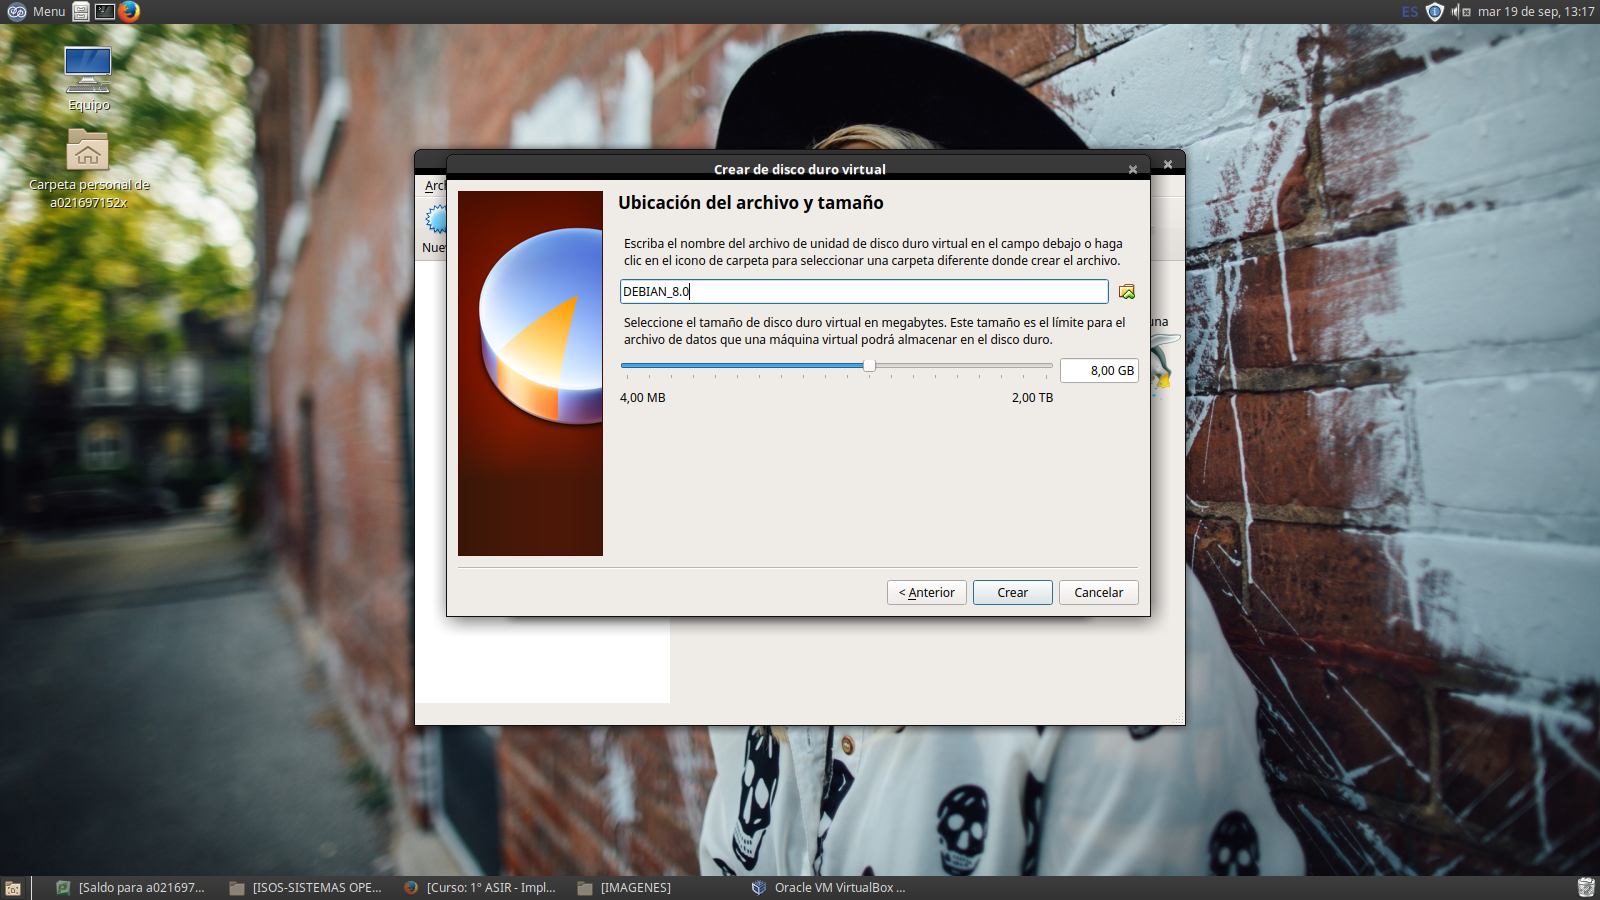 Menu
ES
mar 19 de sep, 13:17
Equipo
Carpeta personal de
a021697152x
Crear de disco duro virtual
Ubicación del archivo y tamaño
Escriba el nombre del archivo de unidad de disco duro virtual en el campo debajo o haga
clic en el icono de carpeta para seleccionar una carpeta diferente donde crear el archivo.
DEBIAN_8.0
Seleccione el tamaño de disco duro virtual en megabytes. Este tamaño es el límite para el
archivo de datos que una máquina virtual podrá almacenar en el disco duro.
8,00 GB
4,00 MB
2,00 TB
< Anterior
Crear
Cancelar
[Saldo para a021697...
[ISOS-SISTEMAS OPE...
[Curso: 1º ASIR - Impl...
[IMAGENES]
Oracle VM VirtualBox ...